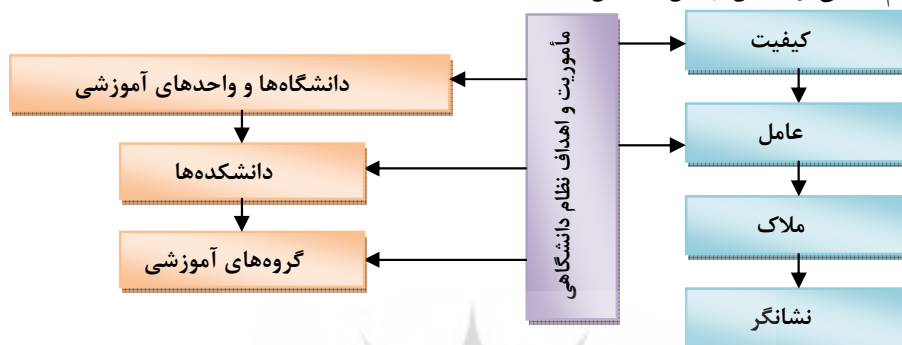 کیفیت
عامل
ملاک
نشانگر
مأموریت و اهداف نظام دانشگاهی
دانشگاه‌ها و واحدهای آموزشی
دانشکده‌ها
گروه‌های آموزشی